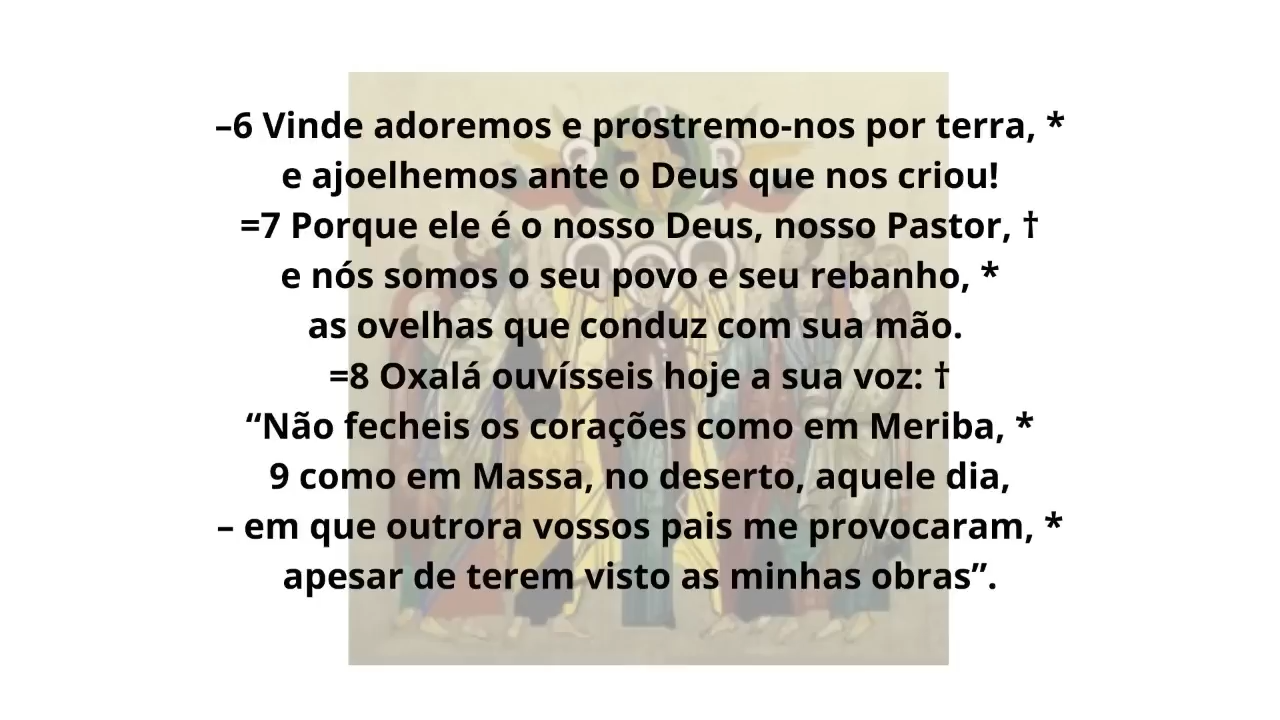 –6 Vinde adoremos e prostremo-nos por terra, *
e ajoelhemos ante o Deus que nos criou!
=7 Porque ele é o nosso Deus, nosso Pastor, †
e nós somos o seu povo e seu rebanho, *
as ovelhas que conduz com sua mão.
=8 Oxalá ouvísseis hoje a sua voz: †
“Não fecheis os corações como em Meriba, *
9 como em Massa, no deserto, aquele dia,
– em que outrora vossos pais me provocaram, *
apesar de terem visto as minhas obras”.